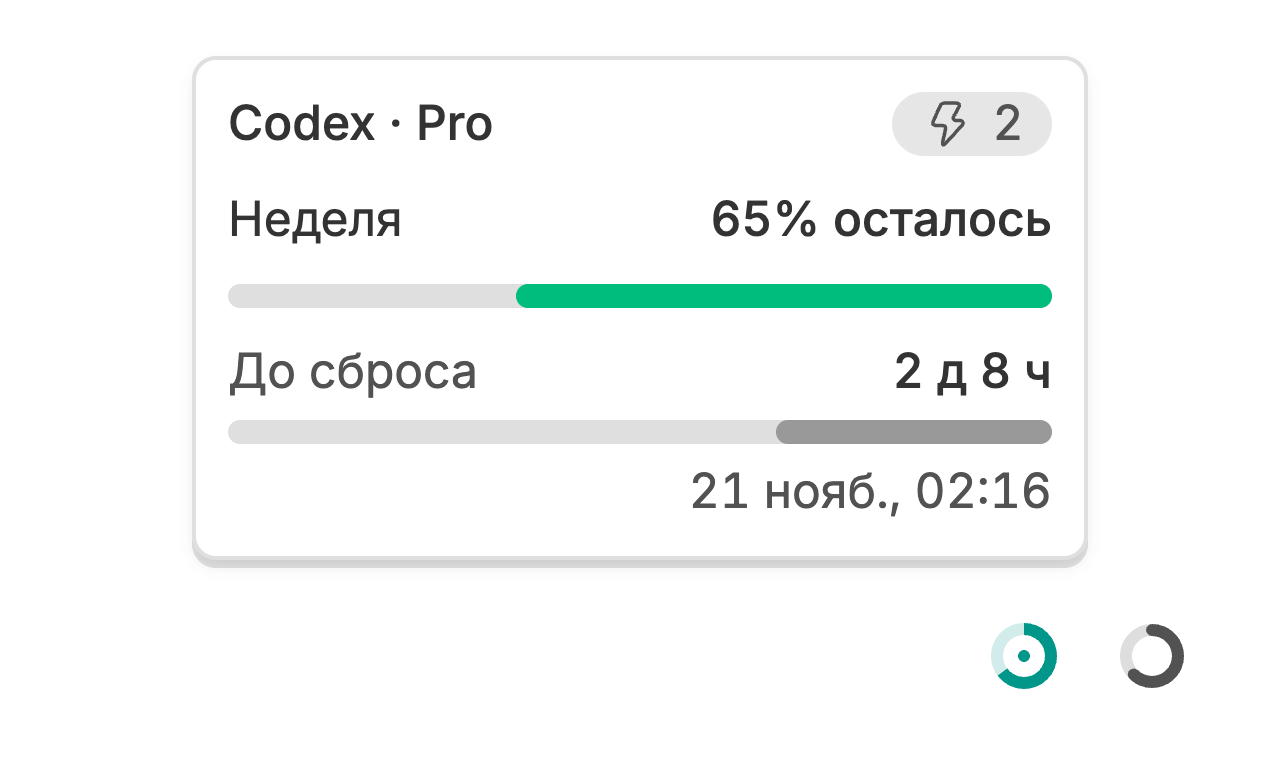 Codex · Pro
2
Неделя
65% осталось
До сброса
2 д 8 ч
21 нояб., 02:16